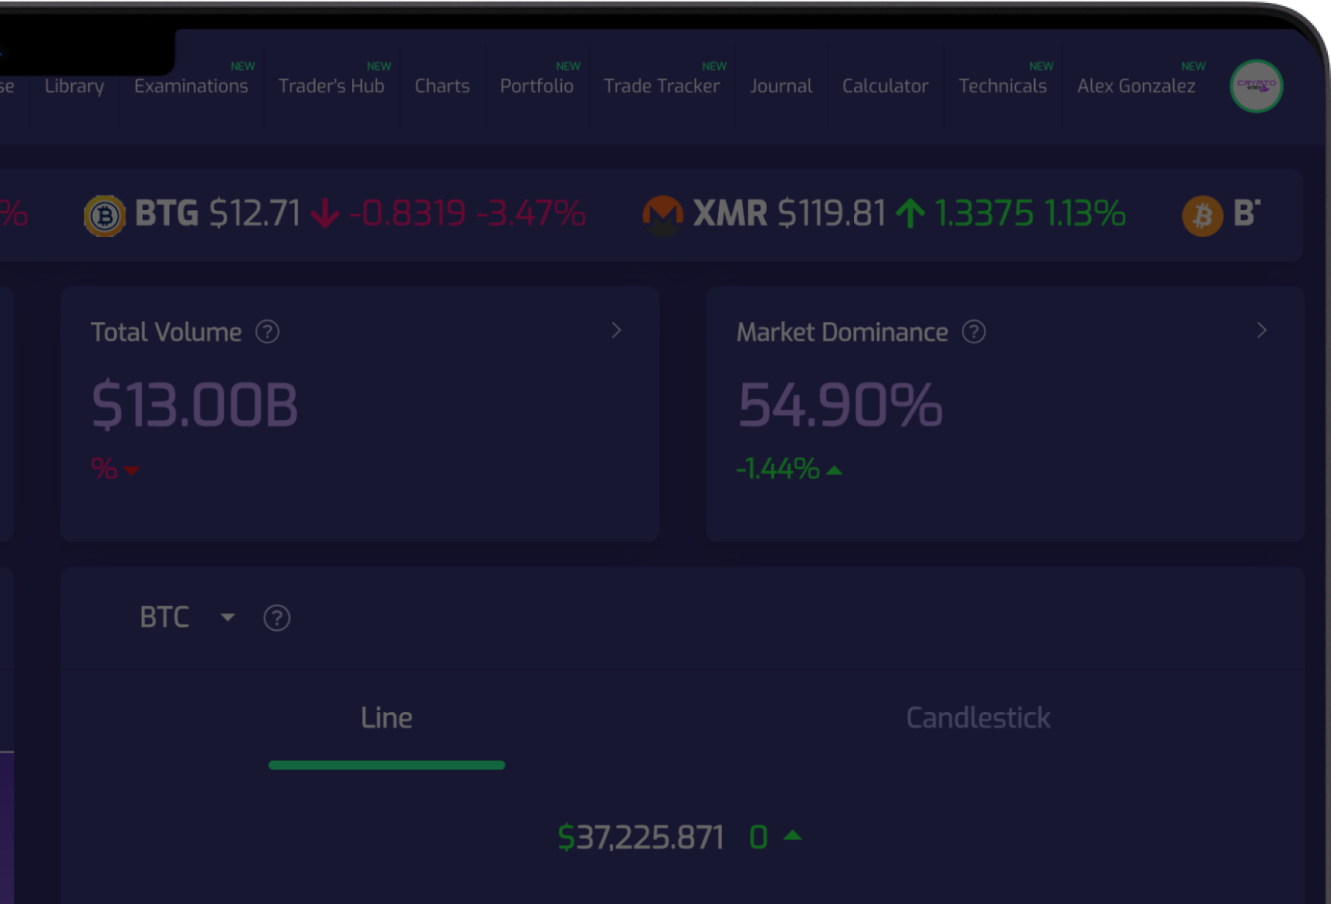 NEW NEW NEW NEW NEW NEW
se Library Examinations Trader's Hub Charts Portfolio Trade Tracker Journal Calculator Technicals Alex Gonzalez
CRYPTO
% BTG $12.71 -0.8319 -3.47% XMR $119.81 1.3375 1.13% B
Total Volume ? Market Dominance ?
$13.00B 54.90%
% -1.44%
BTC ?
Line Candlestick
$37,225.871 0